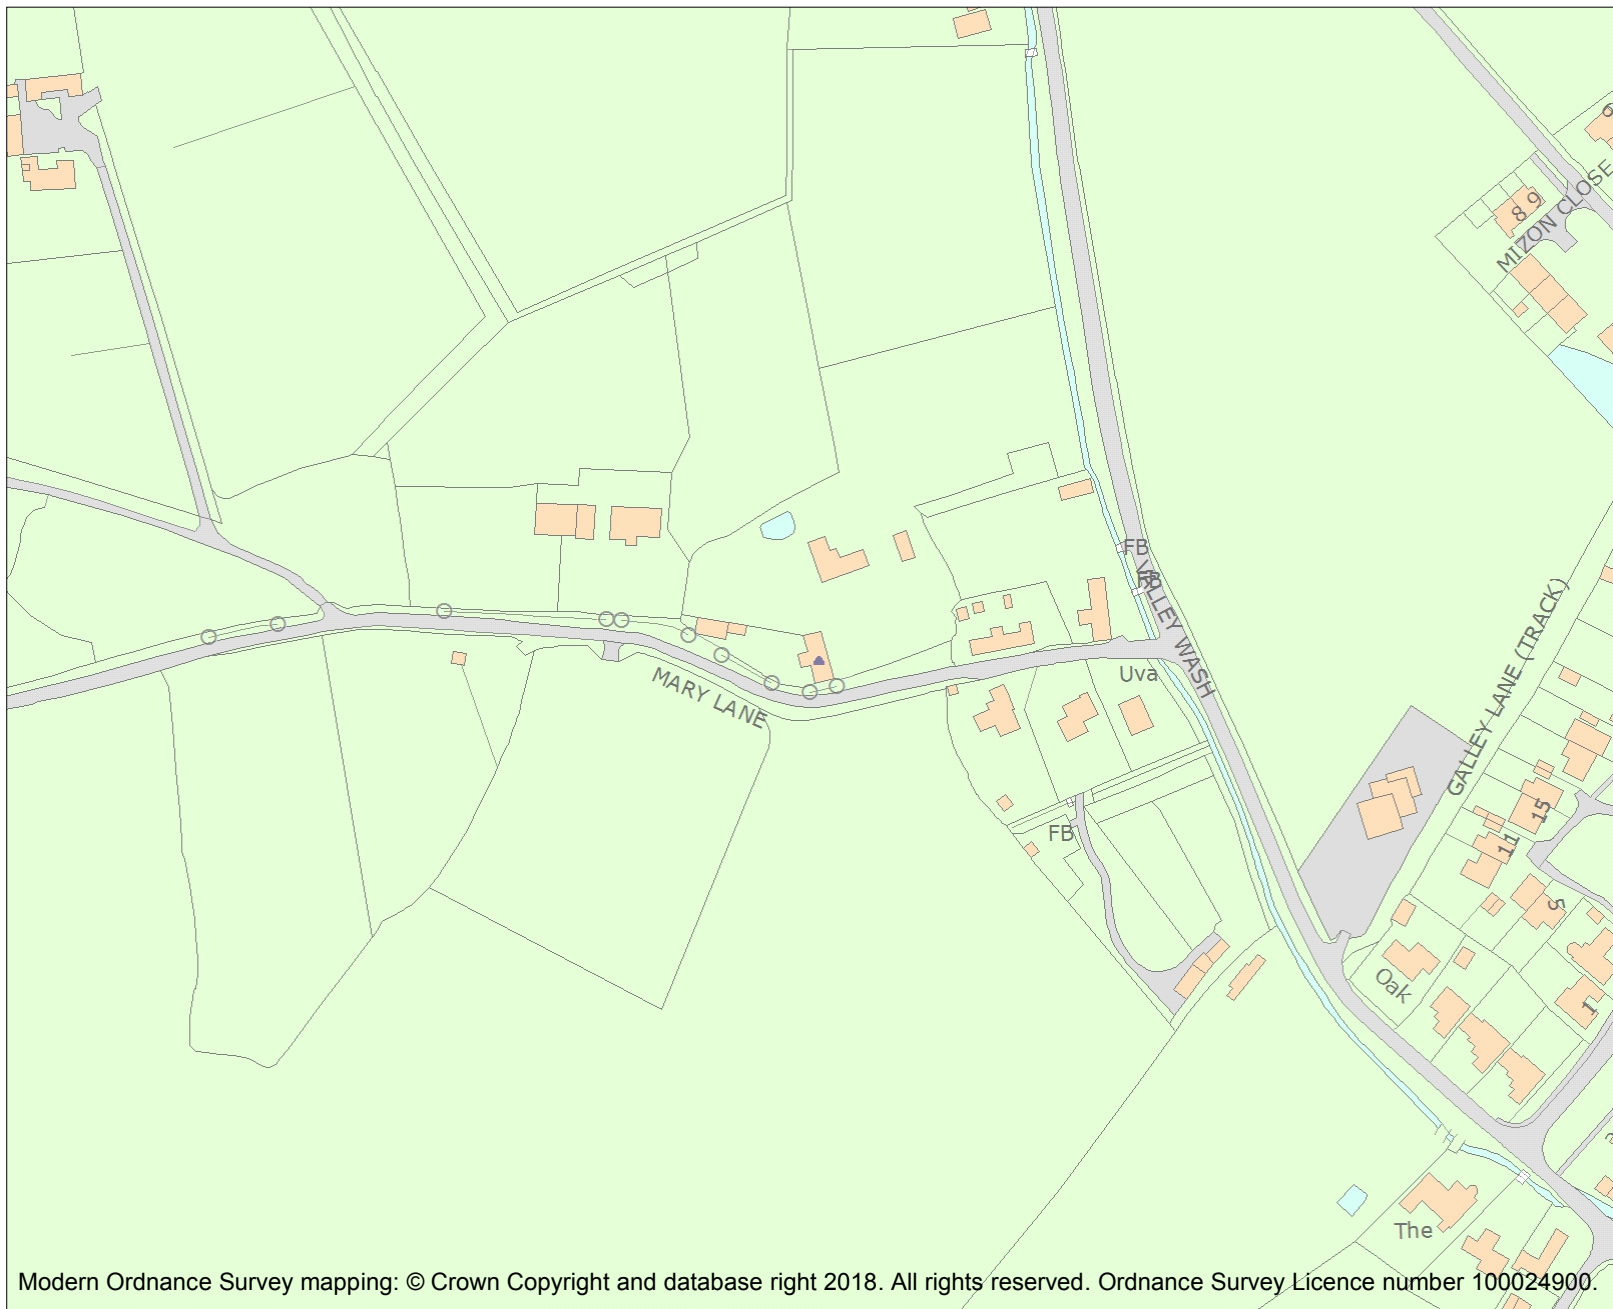 9
8 9
MIZON CLOSE
FB
FB
VALLEY WASH
GALLEY LANE (TRACK)
Uva
MARY LANE
15
FB
11
5
Oak
1
The
Modern Ordnance Survey mapping: © Crown Copyright and database right 2018. All rights reserved. Ordnance Survey Licence number 100024900.